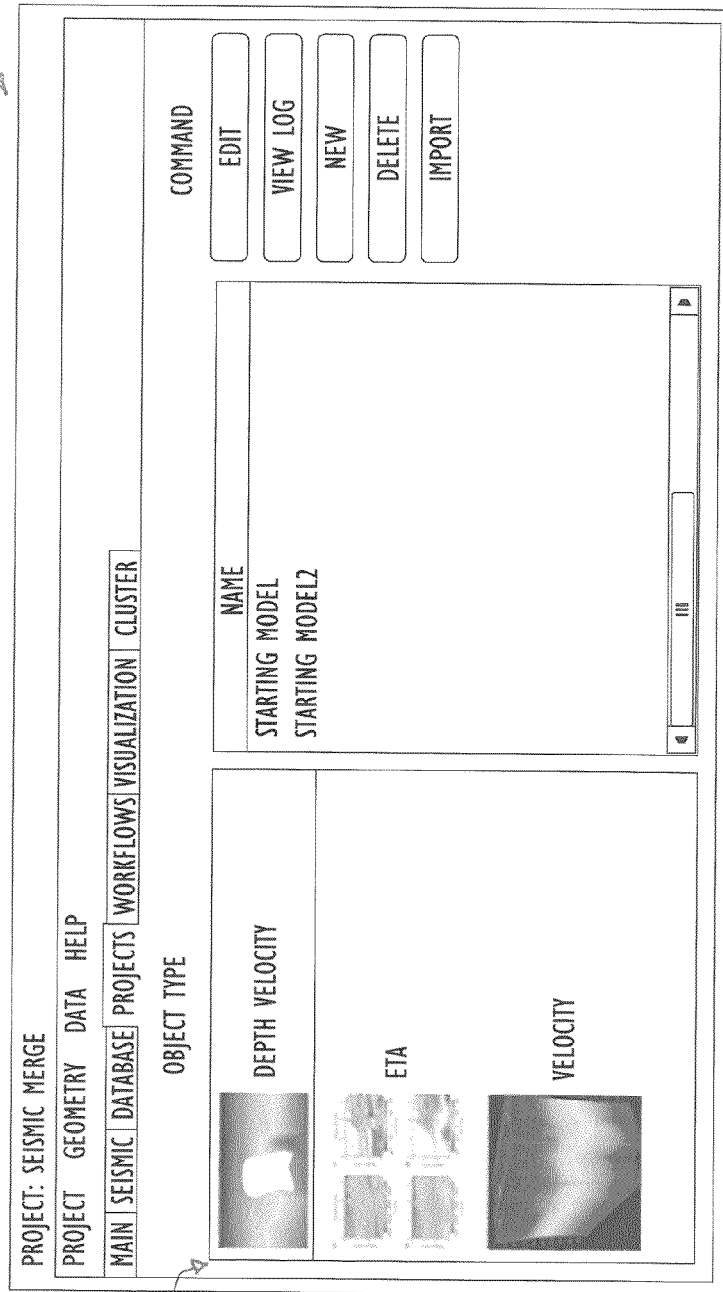 PROJECT: SEISMIC MERGE
PROJECT GEOMETRY DATA HELP
MAIN SEISMIC DATABASE PROJECTS WORKFLOWS VISUALIZATION CLUSTER
OBJECT TYPE
DEPTH VELOCITY
ETA
VELOCITY
NAME
STARTING MODEL
STARTING MODEL2
COMMAND
EDIT
VIEW LOG
NEW
DELETE
IMPORT